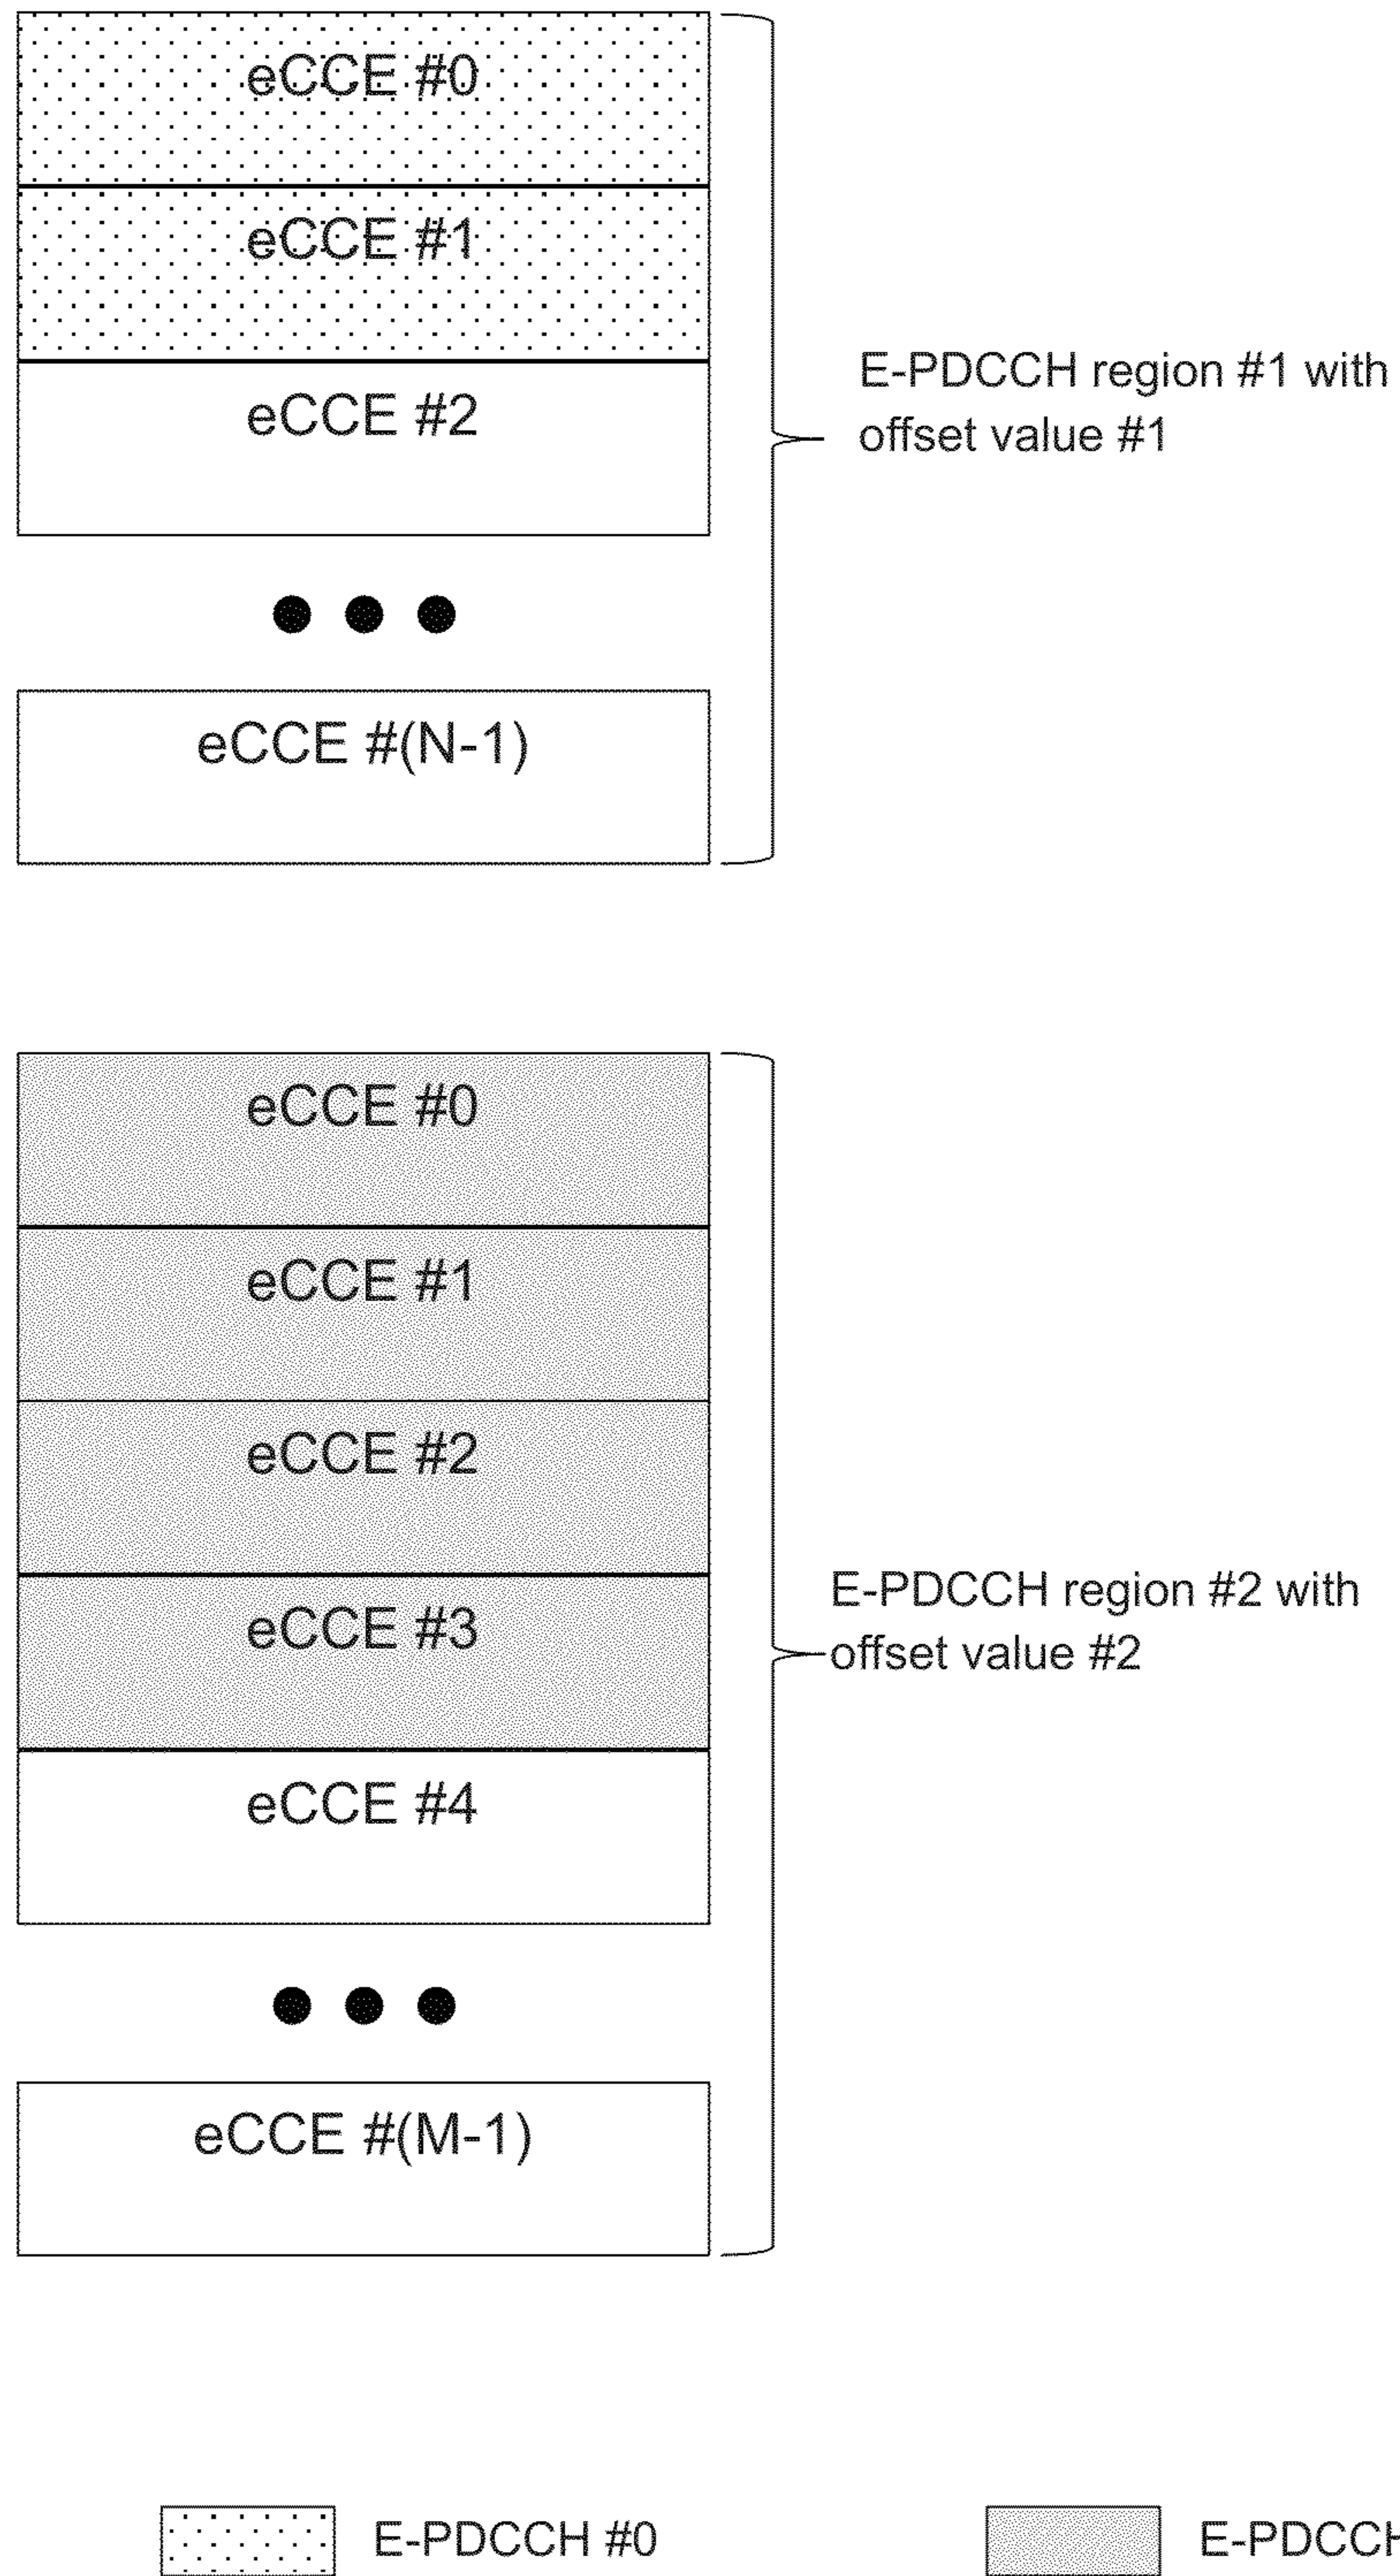 eCCE #0
eCCE #1
eCCE #2
E-PDCCH region #1 with
offset value #1
eCCE #(N-1)
eCCE #0
eCCE #1
eCCE #2
eCCE #3
E-PDCCH region #2 with
offset value #2
eCCE #4
eCCE #(M-1)
E-PDCCH #0